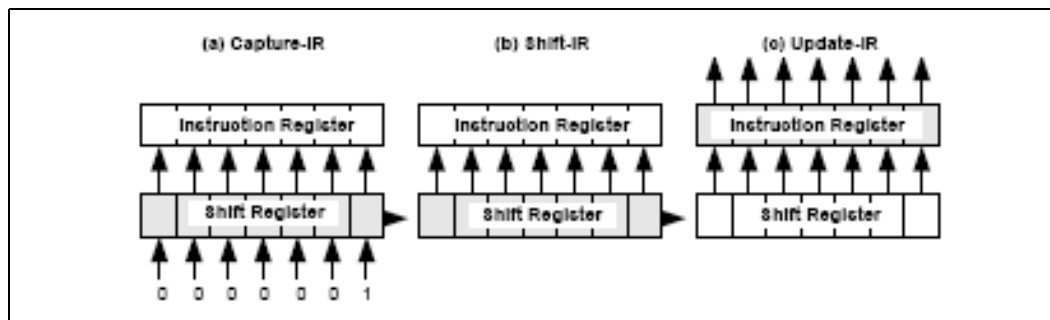 (a) Capture-IR (b) Shift-IR (c) Update-IR
Instruction Register Instruction Register Instruction Register
Shift Register Shift Register Shift Register
0 0 0 0 0 0 1